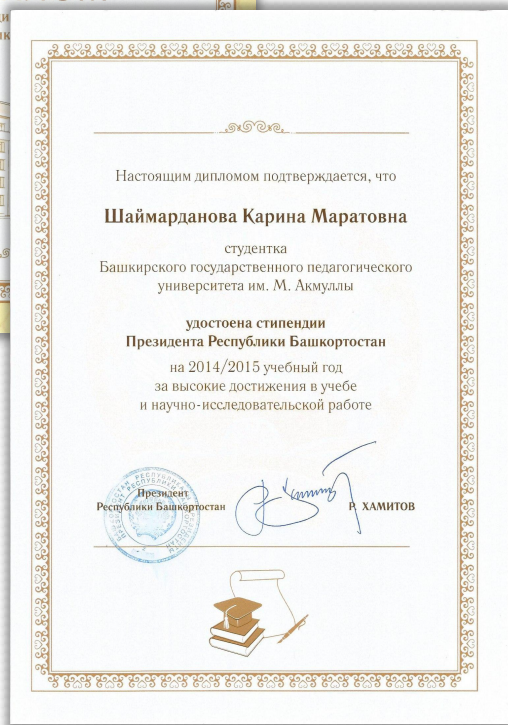 Настоящим дипломом подтверждается, что
Шаймарданова Карина Маратовна
студентка
Башкирского государственного педагогического
университета им. М. Акмуллы
удостоена стипендии
Президента Республики Башкортостан
на 2014/2015 учебный год
за высокие достижения в учебе
и научно-исследовательской работе
Президент
Республики Башкортостан
Р. ХАМИТОВ